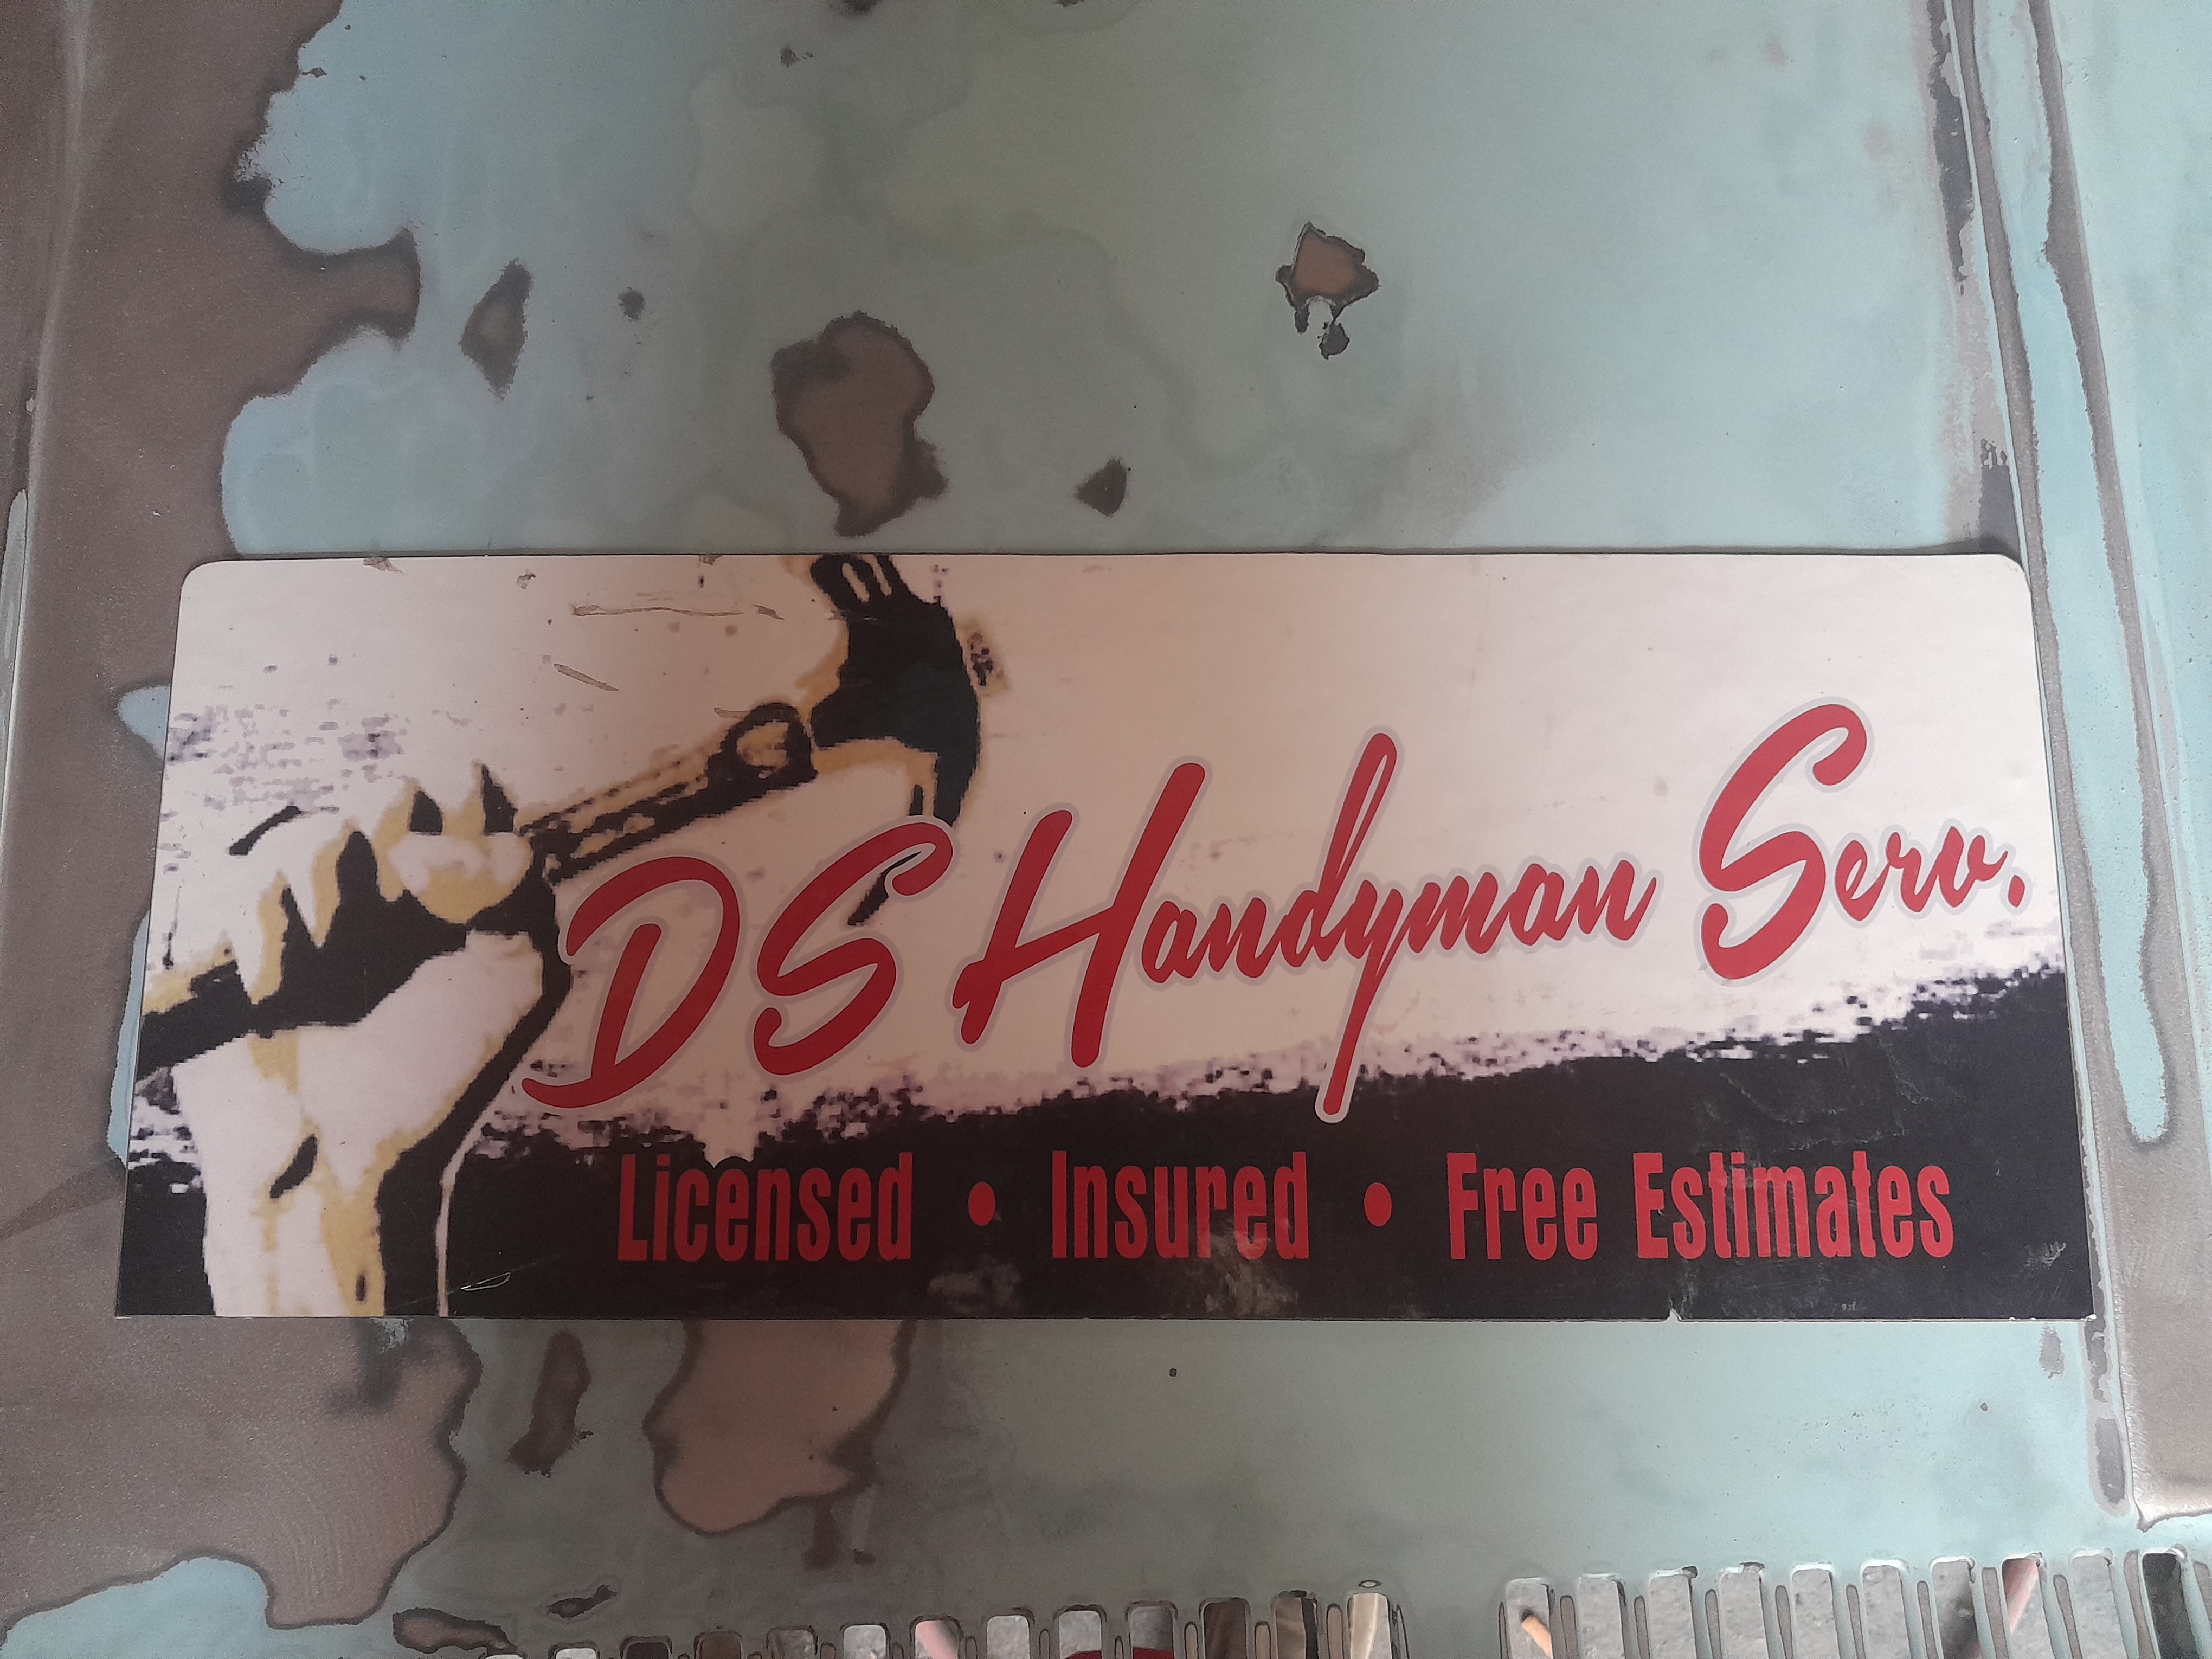 DS Handyman Serv.
Licensed • Insured • Free Estimates